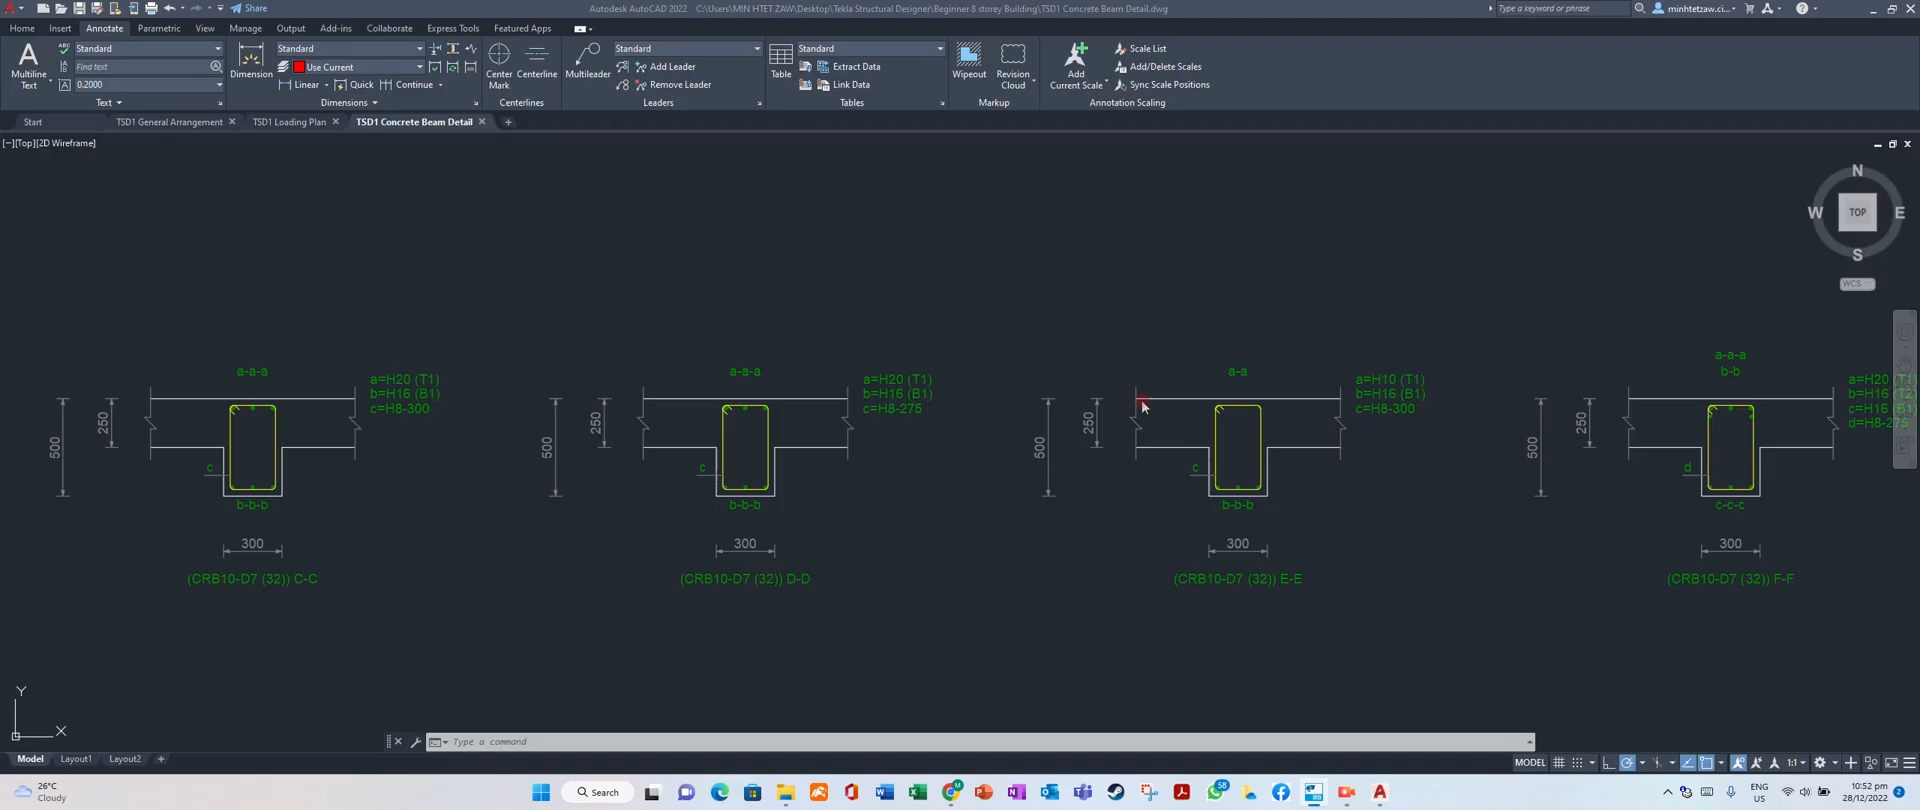 Autodesk AutoCAD 2022 C:\Users\MIN HTET ZAW\Desktop\Tekla Structural Designer\Beginner 8 storey Building\TSD1 Concrete Beam Detail.dwg
Share
Type a keyword or phrase
minhtetzaw.ci...
Home Insert Annotate Parametric View Manage Output Add-ins Collaborate Express Tools Featured Apps
Multiline Text
Standard
Find text
0.2000
Text
Dimension
Standard
Use Current
Linear Quick Continue
Dimensions
Center Mark
Centerline
Centerlines
Multileader
Standard
Add Leader
Remove Leader
Leaders
Table
Standard
Extract Data
Link Data
Tables
Wipeout
Revision Cloud
Markup
Add Current Scale
Scale List
Add/Delete Scales
Sync Scale Positions
Annotation Scaling
Start TSD1 General Arrangement TSD1 Loading Plan TSD1 Concrete Beam Detail
[−][Top][2D Wireframe]
N
W TOP E
S
WCS
a-a-a
a=H20 (T1)
b=H16 (B1)
c=H8-300
500
250
c
b-b-b
300
(CRB10-D7 (32)) C-C
a-a-a
a=H20 (T1)
b=H16 (B1)
c=H8-275
500
250
c
b-b-b
300
(CRB10-D7 (32)) D-D
a-a
a=H10 (T1)
b=H16 (B1)
c=H8-300
500
250
c
b-b-b
300
(CRB10-D7 (32)) E-E
a-a-a
b-b
a=H20 (T1)
b=H16 (T2)
c=H16 (B1)
d=H8-275
500
250
d
c-c-c
300
(CRB10-D7 (32)) F-F
Y
X
Type a command
Model Layout1 Layout2
MODEL
1:1
26°C
Cloudy
Search
58
ENG
US
10:52 pm
28/12/2022
2